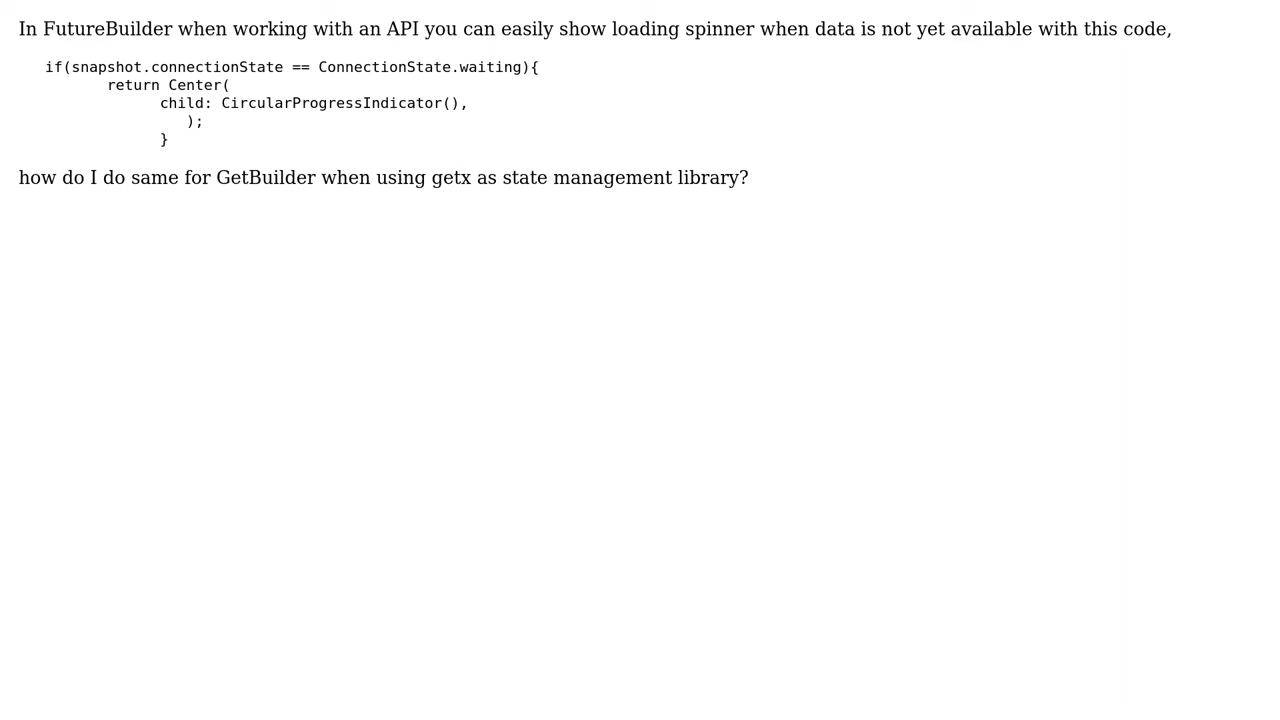 In FutureBuilder when working with an API you can easily show loading spinner when data is not yet available with this code,
if(snapshot.connectionState == ConnectionState.waiting){
return Center(
child: CircularProgressIndicator(),
);
}
how do I do same for GetBuilder when using getx as state management library?